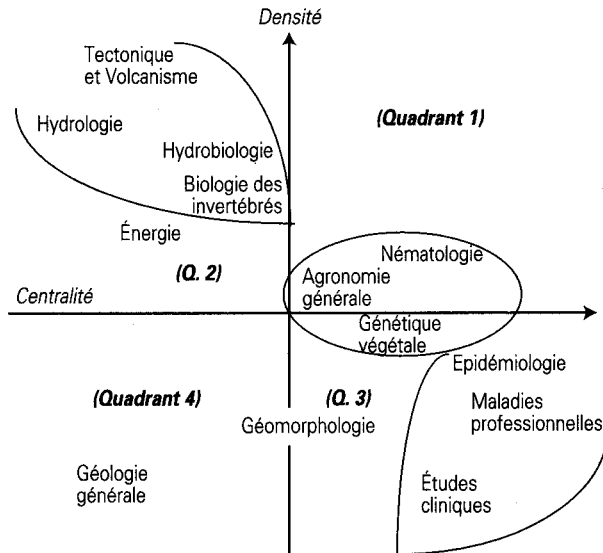 Densité
Tectonique
et Volcanisme
Hydrologie
(Quadrant 1)
Hydrobiologie
Biologie des
invertébrés
Énergie
Nématologie
(Q. 2)
Agronomie
générale
Centralité
Génétique
végétale
Epidémiologie
(Quadrant 4)
(Q. 3)
Maladies
professionnelles
Géomorphologie
Géologie
générale
Études
cliniques